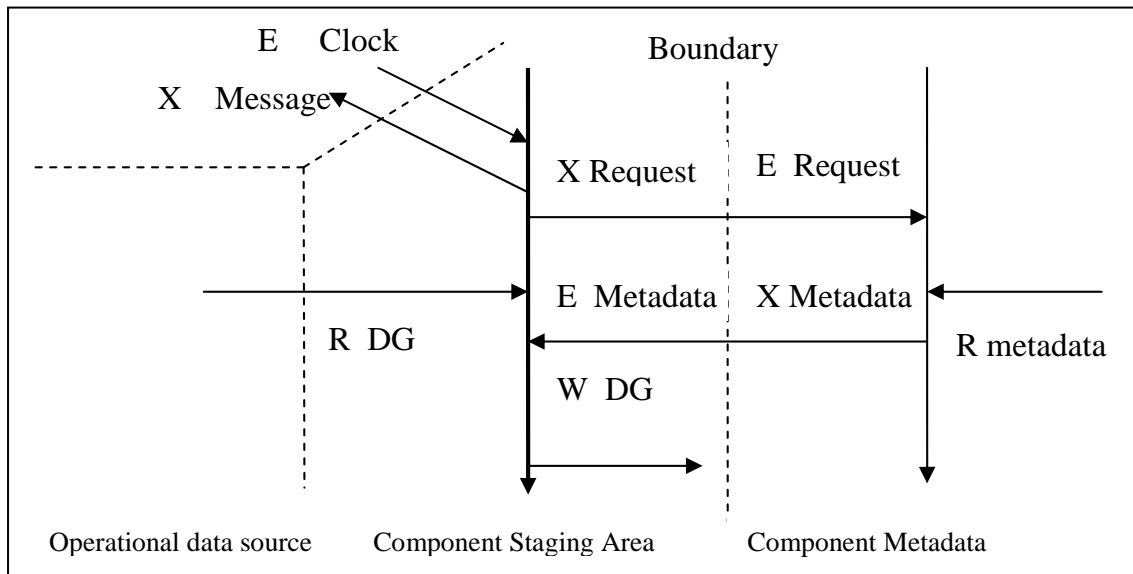 E Clock
Boundary
X Message
X Request
E Request
E Metadata
X Metadata
R DG
R metadata
W DG
Operational data source
Component Staging Area
Component Metadata